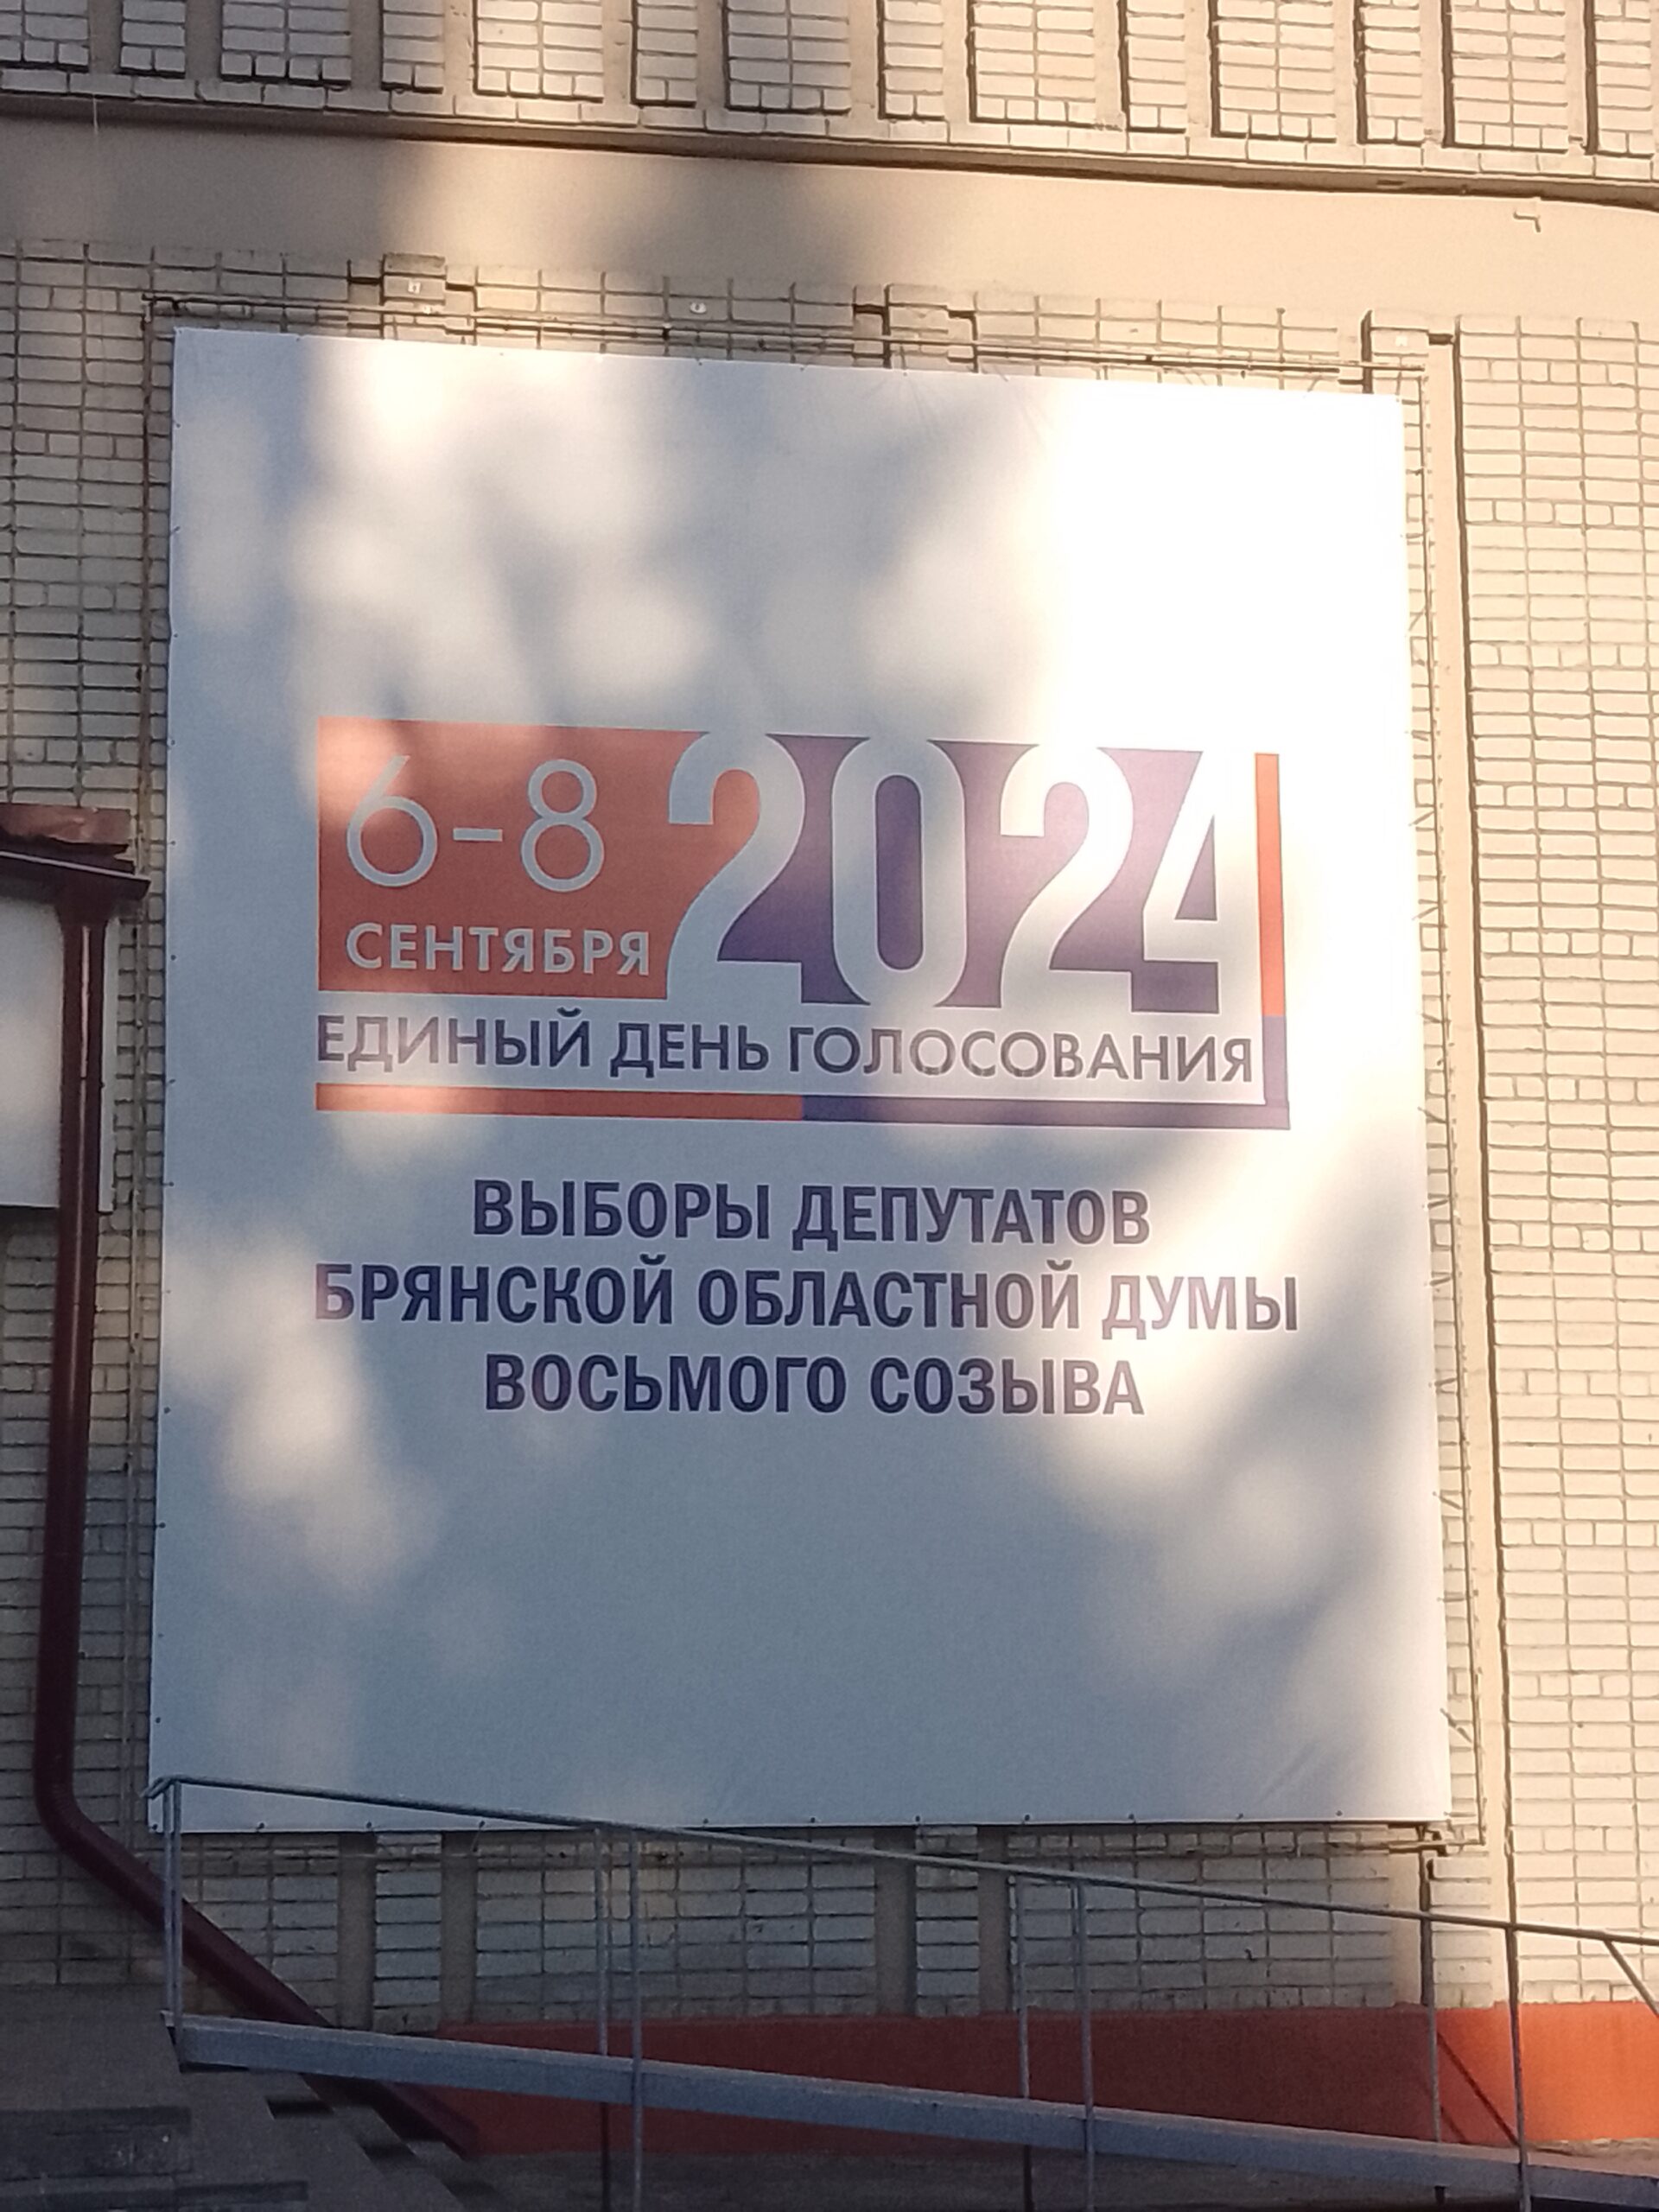 6-8 2024
СЕНТЯБРЯ
ЕДИНЫЙ ДЕНЬ ГОЛОСОВАНИЯ
ВЫБОРЫ ДЕПУТАТОВ
БРЯНСКОЙ ОБЛАСТНОЙ ДУМЫ
ВОСЬМОГО СОЗЫВА